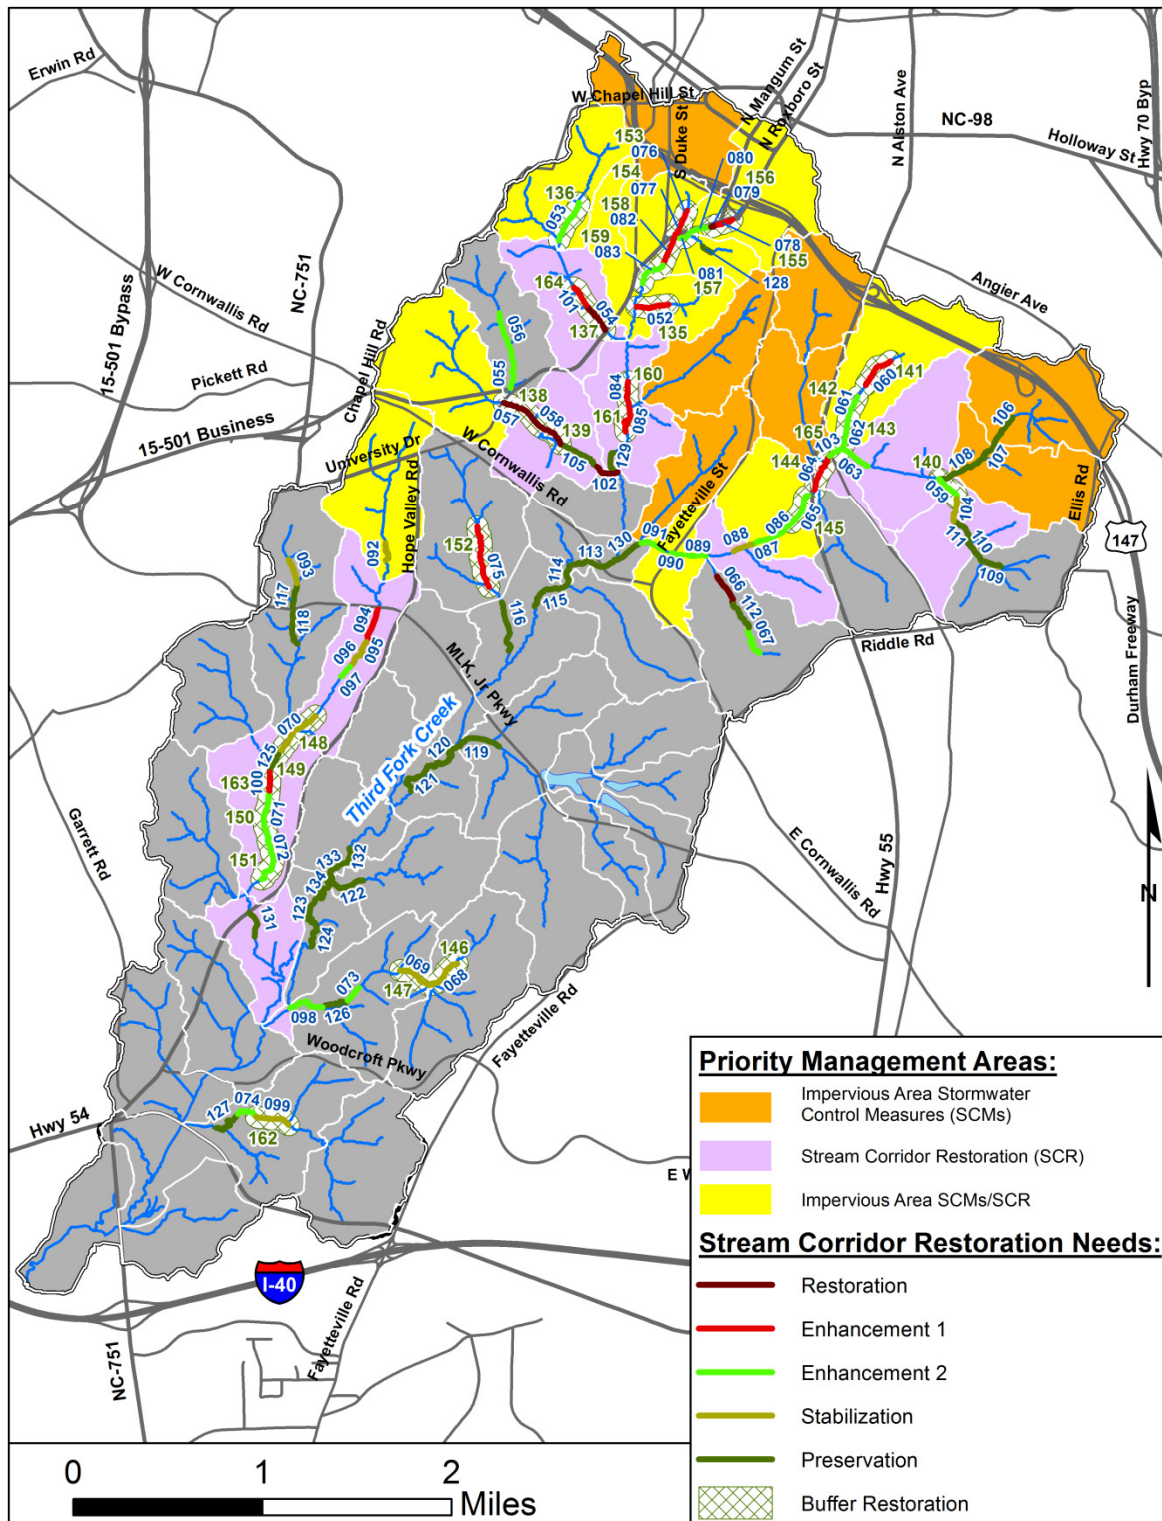 Erwin Rd
W Chapel Hill St
N Mangum St
N Roxboro St
N Alston Ave
Hwy 70 Byp
NC-98
Holloway St
S Duke St
153
076
154
077
080
156
079
136
053
158
082
159
083
078
155
081
128
157
164
101
054
137
052
135
NC-751
W Cornwallis Rd
15-501 Bypass
Pickett Rd
15-501 Business
Chapel Hill Rd
University Dr
Hope Valley Rd
Angier Ave
056
055
138
057
058
139
105
102
129
084
160
161
085
W Cornwallis Rd
142
141
060
061
062
143
165
103
144
064
063
065
145
140
059
108
106
107
104
111
110
109
Ellis Rd
147
Fayetteville St
091
130
113
114
115
090
089
088
087
086
066
112
067
Riddle Rd
Durham Freeway
092
093
117
118
152
075
116
094
095
096
097
MLK, Jr Pkwy
Third Fork Creek
070
125
148
163
100
149
150
071
072
151
120
119
121
Garrett Rd
E Cornwallis Rd
Hwy 55
N
133
132
134
122
123
124
131
146
069
068
147
073
098
126
Fayetteville Rd
Woodcroft Pkwy
Hwy 54
127
074
099
162
E W
I-40
NC-751
Fayetteville Rd
Priority Management Areas:
Impervious Area Stormwater
Control Measures (SCMs)
Stream Corridor Restoration (SCR)
Impervious Area SCMs/SCR
Stream Corridor Restoration Needs:
Restoration
Enhancement 1
Enhancement 2
Stabilization
Preservation
Buffer Restoration
0 1 2
Miles